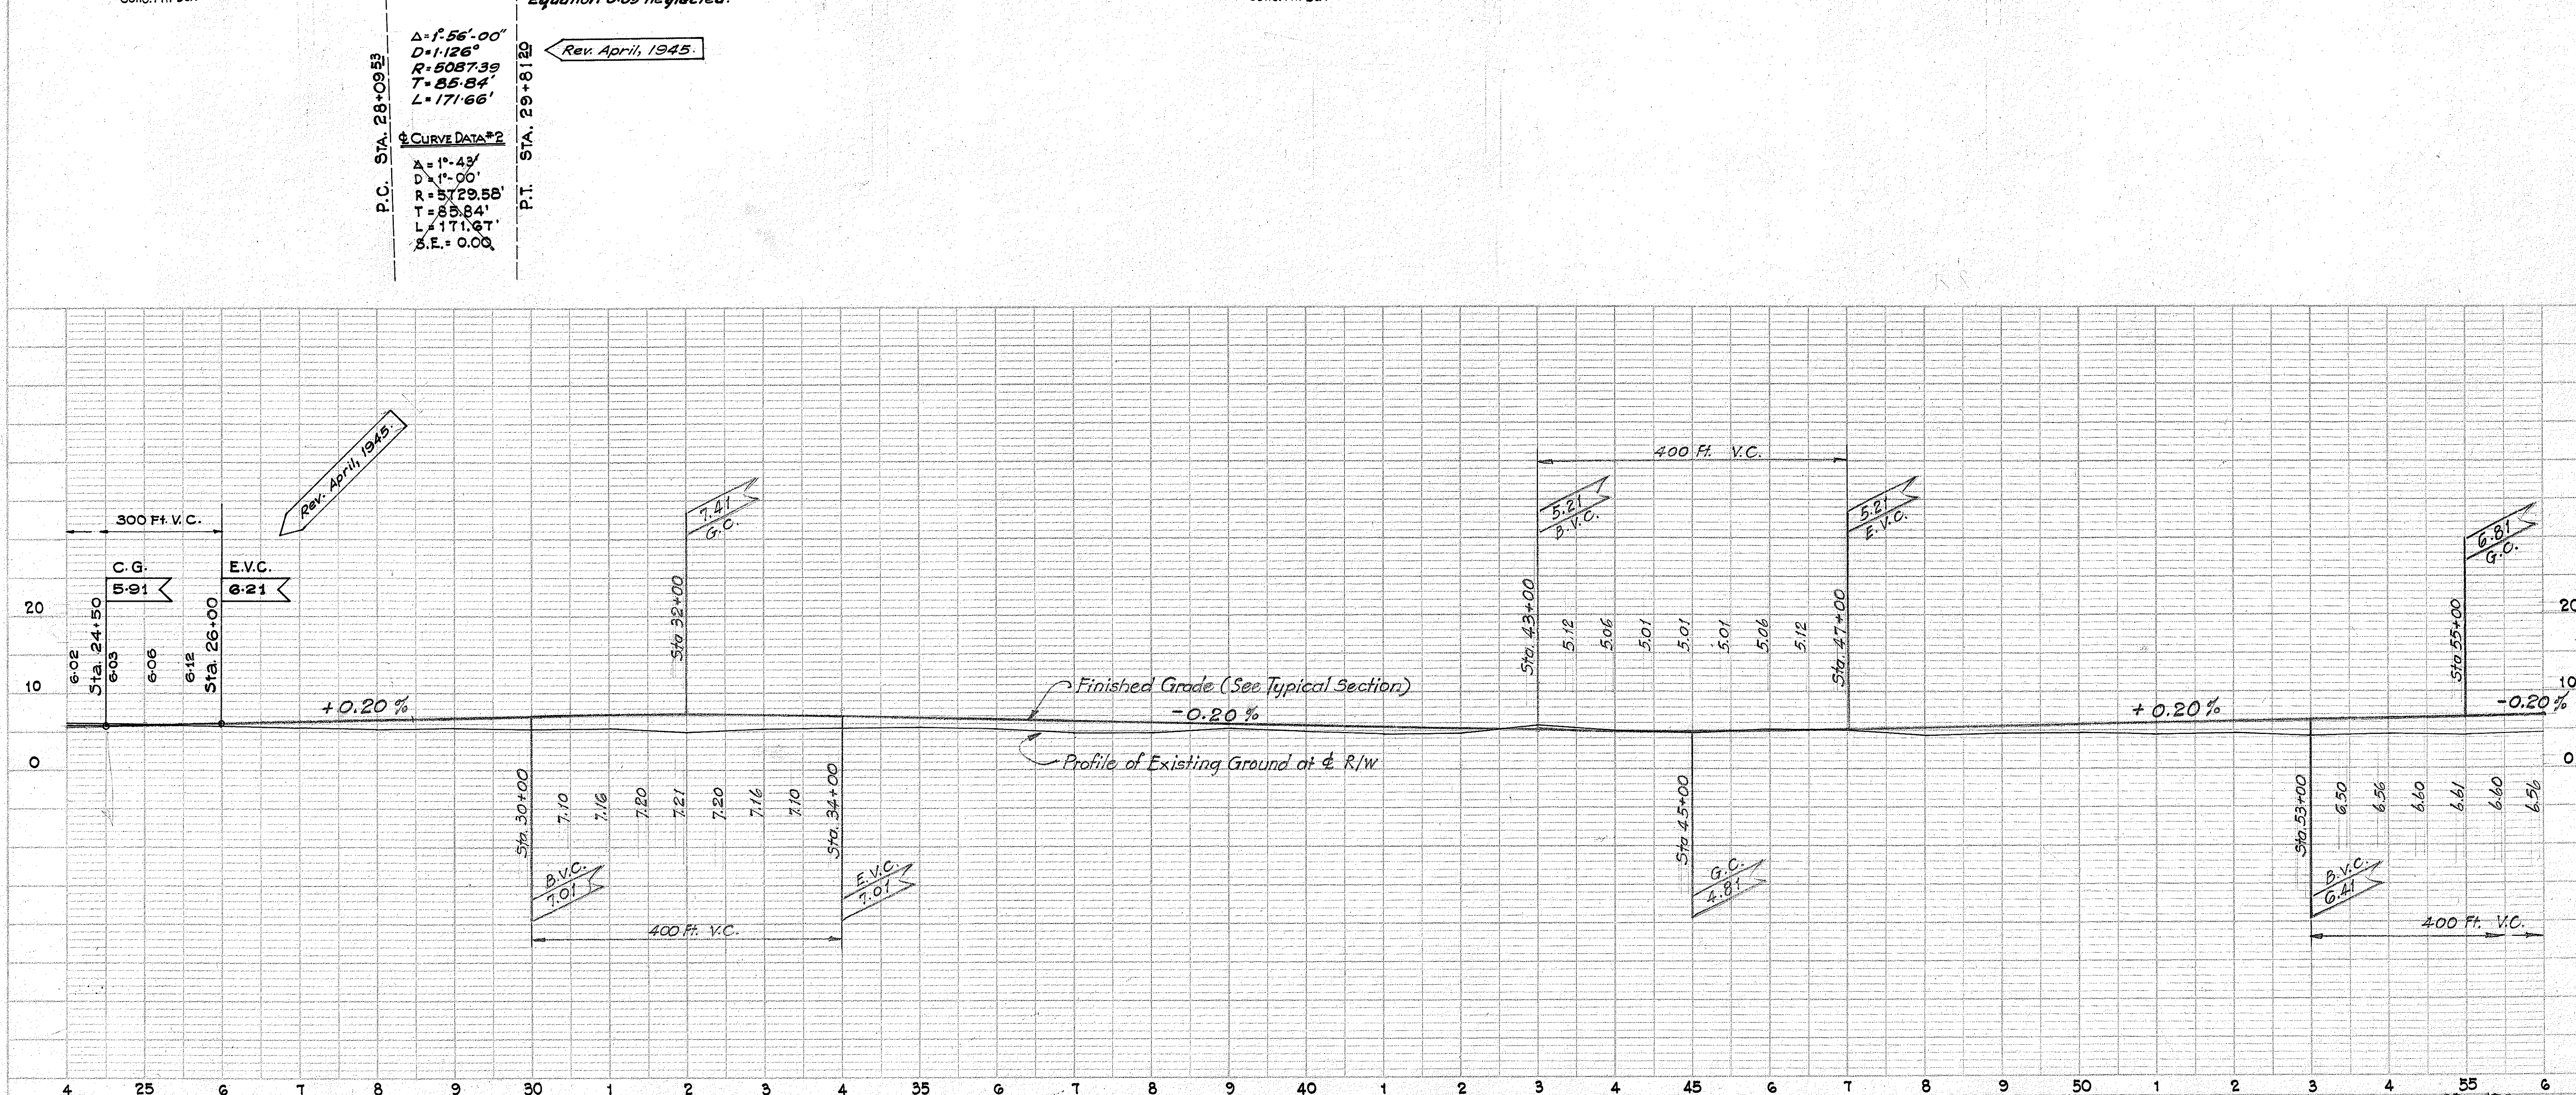 Equation 0.09 neglected.
Δ=1°-56'-00"
D=1.126°
R=5087.39
T=85.84'
L=171.66'
Rev. April, 1945.
P.C. STA. 28+09 53
P.T. STA. 29+81 20
℄ CURVE DATA #2
Δ=1°-43'
D=1°-00'
R=5729.58'
T=85.84'
L=171.67'
S.E.=0.00
Rev. April, 1945.
300 Ft. V.C.
C.G.
5.91
E.V.C.
6.21
6.02
Sta. 24+50
6.03
6.06
6.12
Sta. 26+00
7.41
G.C.
Sta 32+00
400 Ft. V.C.
5.21
B.V.C.
5.21
E.V.C.
Sta. 43+00
5.12
5.06
5.01
5.01
5.01
5.06
5.12
Sta. 47+00
6.81
G.C.
Sta 55+00
20
20
10
10
0
0
+0.20%
Finished Grade (See Typical Section)
-0.20%
+0.20%
-0.20%
Profile of Existing Ground at ℄ R/W
Sta. 30+00
7.10
7.16
7.20
7.21
7.20
7.16
7.10
Sta. 34+00
B.V.C.
7.01
E.V.C.
7.01
400 Ft. V.C.
Sta 45+00
G.C.
4.81
Sta. 53+00
6.50
6.56
6.60
6.61
6.60
6.56
B.V.C.
6.41
400 Ft. V.C.
4 25 6 7 8 9 30 1 2 3 4 35 6 7 8 9 40 1 2 3 4 45 6 7 8 9 50 1 2 3 4 55 6